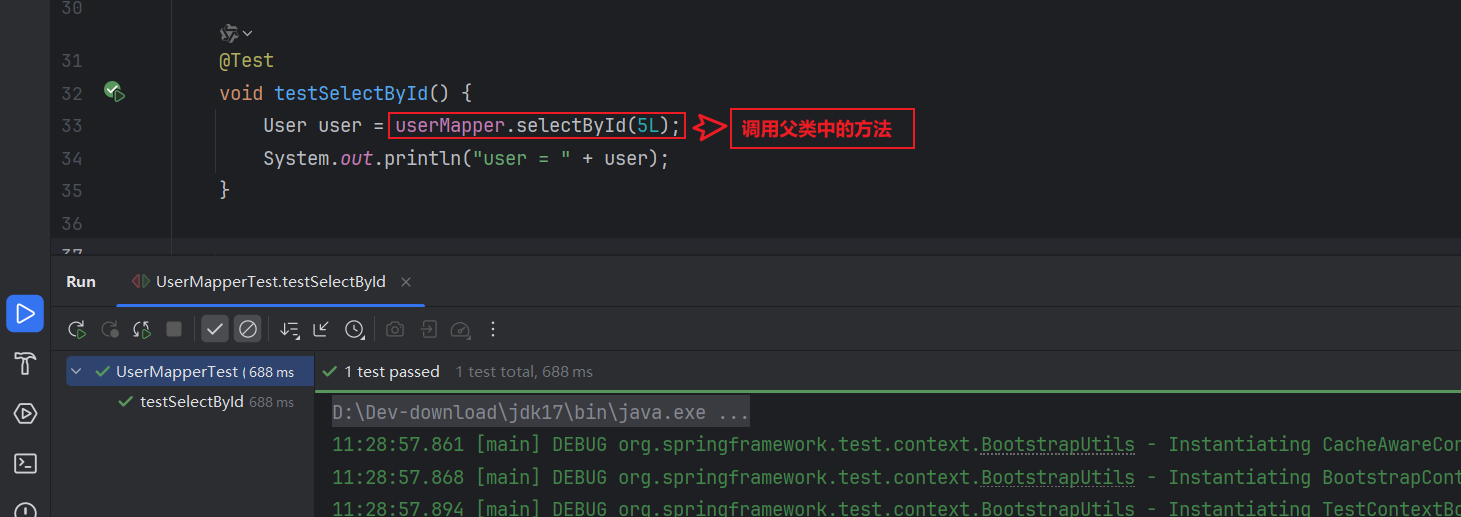 30
31 @Test
32 void testSelectById() {
33 User user = userMapper.selectById(5L); 调用父类中的方法
34 System.out.println("user = " + user);
35 }
36
37
Run UserMapperTest.testSelectById
UserMapperTest ( 688 ms
testSelectById 688 ms
1 test passed 1 test total, 688 ms
D:\Dev-download\jdk17\bin\java.exe ...
11:28:57.861 [main] DEBUG org.springframework.test.context.BootstrapUtils - Instantiating CacheAwareCon
11:28:57.868 [main] DEBUG org.springframework.test.context.BootstrapUtils - Instantiating BootstrapCont
11:28:57.894 [main] DEBUG org.springframework.test.context.BootstrapUtils - Instantiating TestContextBo